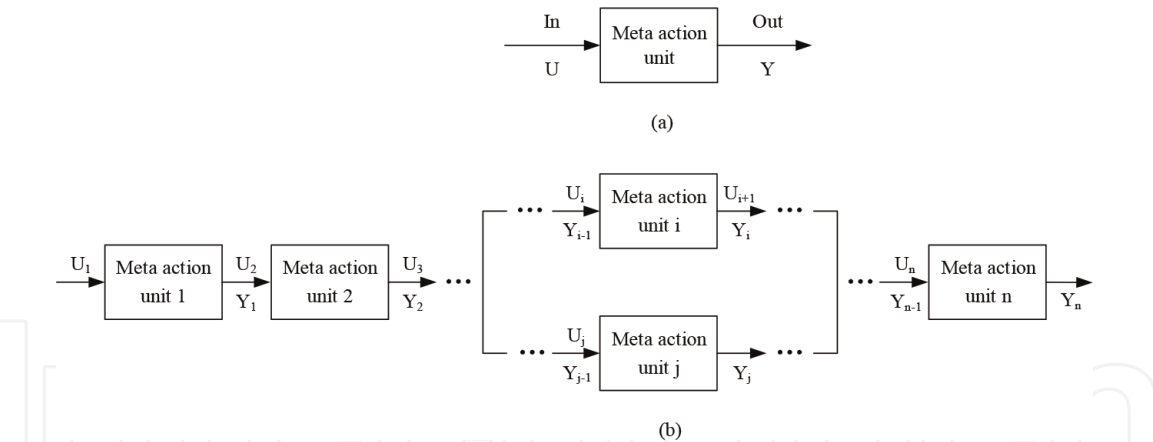 In
Out
Meta action
unit
U
Y
(a)
U₁
Meta action
unit 1
U₂
Y₁
Meta action
unit 2
U₃
Y₂
...
...
Uᵢ
Yᵢ₋₁
Meta action
unit i
Uᵢ₊₁
Yᵢ
...
...
Uⱼ
Yⱼ₋₁
Meta action
unit j
Yⱼ
...
...
Uₙ
Yₙ₋₁
Meta action
unit n
Yₙ
(b)